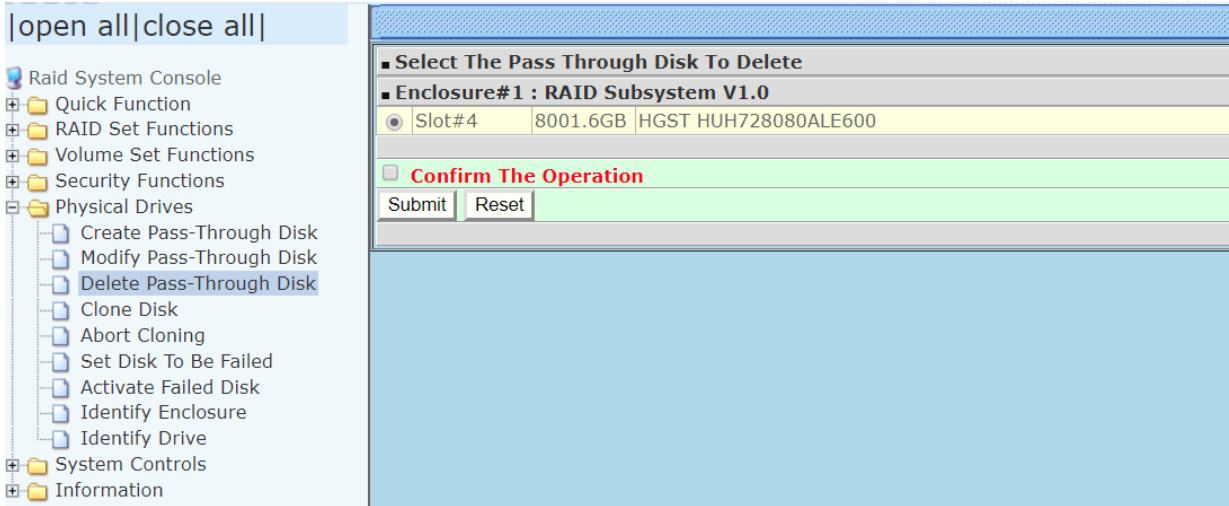 |open all|close all|
Raid System Console
Quick Function
RAID Set Functions
Volume Set Functions
Security Functions
Physical Drives
Create Pass-Through Disk
Modify Pass-Through Disk
Delete Pass-Through Disk
Clone Disk
Abort Cloning
Set Disk To Be Failed
Activate Failed Disk
Identify Enclosure
Identify Drive
System Controls
Information
Select The Pass Through Disk To Delete
Enclosure#1 : RAID Subsystem V1.0
Slot#4 8001.6GB HGST HUH728080ALE600
Confirm The Operation
Submit Reset